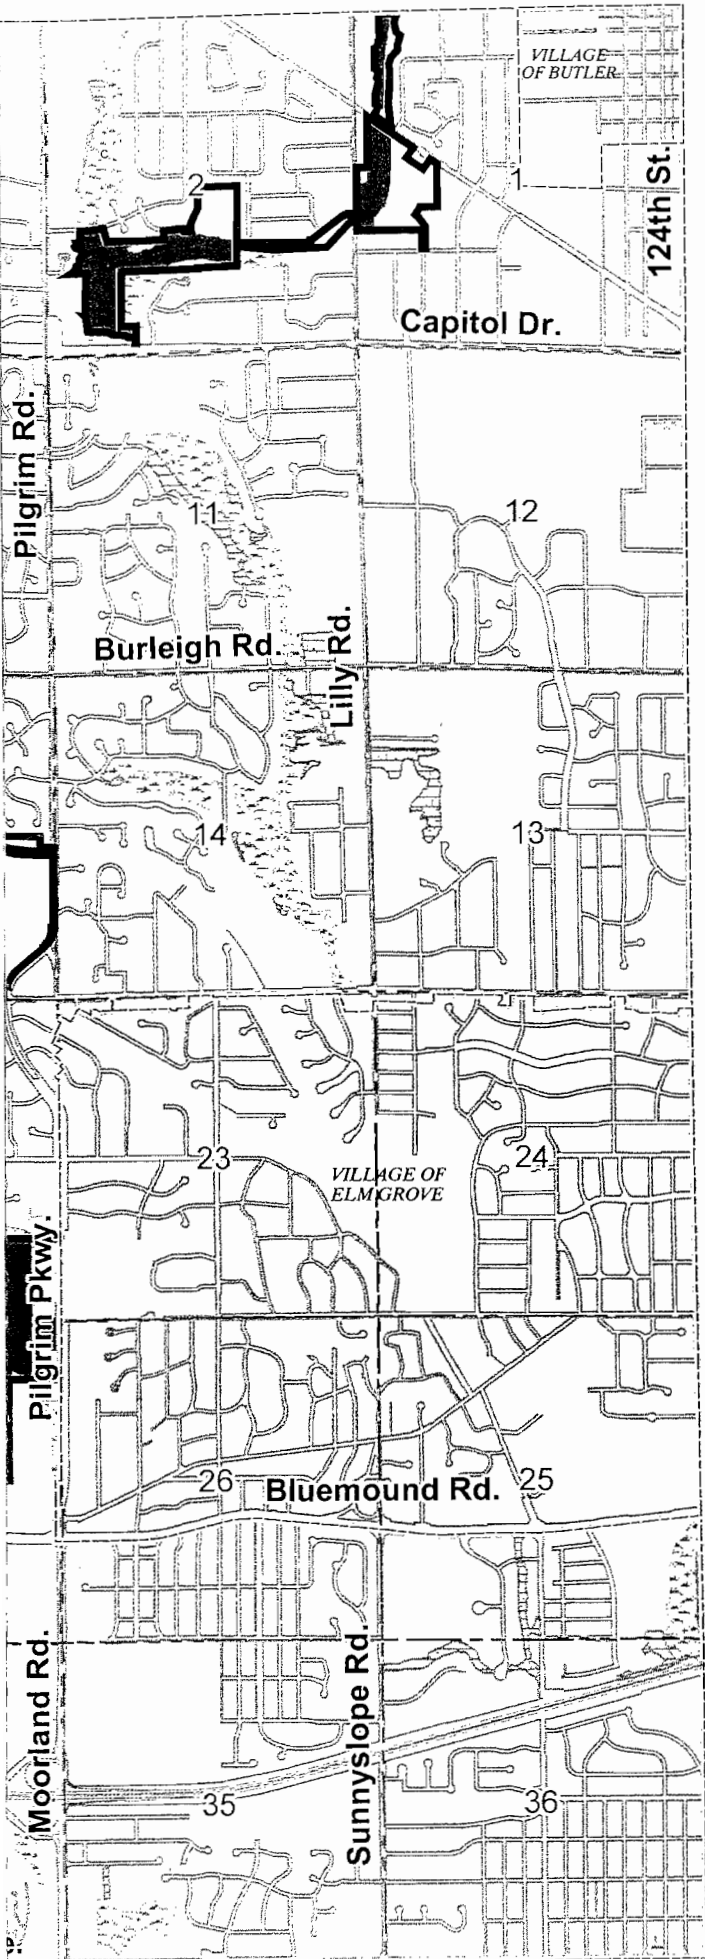 VILLAGE
OF BUTLER
124th St.
2
1
Capitol Dr.
Pilgrim Rd.
11
12
Burleigh Rd.
Lilly Rd.
14
13
23
VILLAGE OF
ELM GROVE
24
Pilgrim Pkwy.
26
Bluemound Rd.
25
Moorland Rd.
Sunnyslope Rd.
35
36